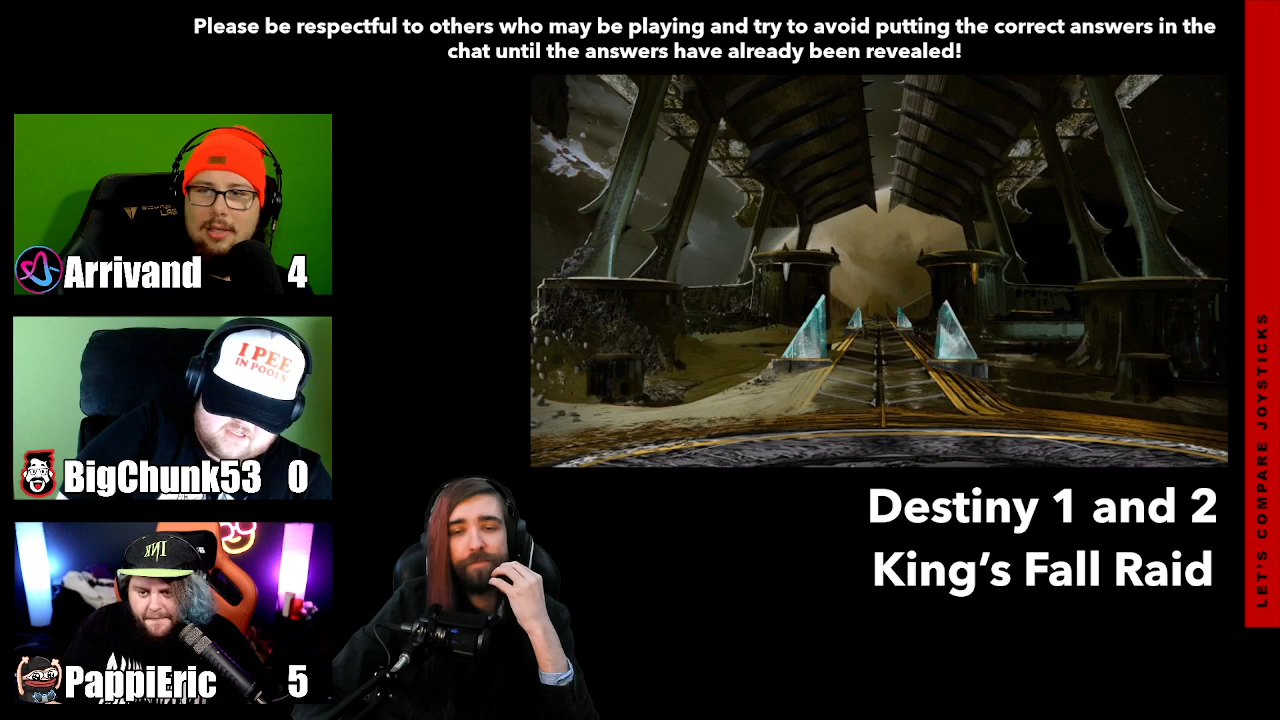 Please be respectful to others who may be playing and try to avoid putting the correct answers in the
chat until the answers have already been revealed!
Arrivand 4
I PEE
IN POOLS
BigChunk53 0
INK
PappiEric 5
Destiny 1 and 2
King's Fall Raid
LET'S COMPARE JOYSTICKS